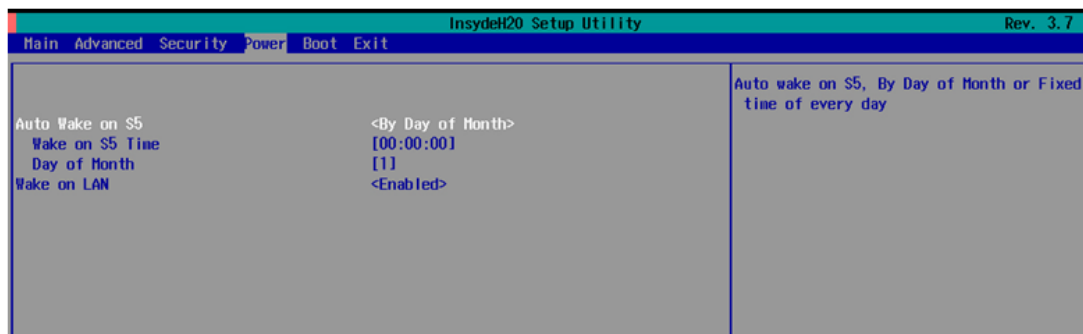 InsydeH20 Setup Utility Rev. 3.7
Main Advanced Security Power Boot Exit
Auto Wake on S5 <By Day of Month>
Wake on S5 Time [00:00:00]
Day of Month [1]
Wake on LAN <Enabled>
Auto wake on S5, By Day of Month or Fixed
time of every day